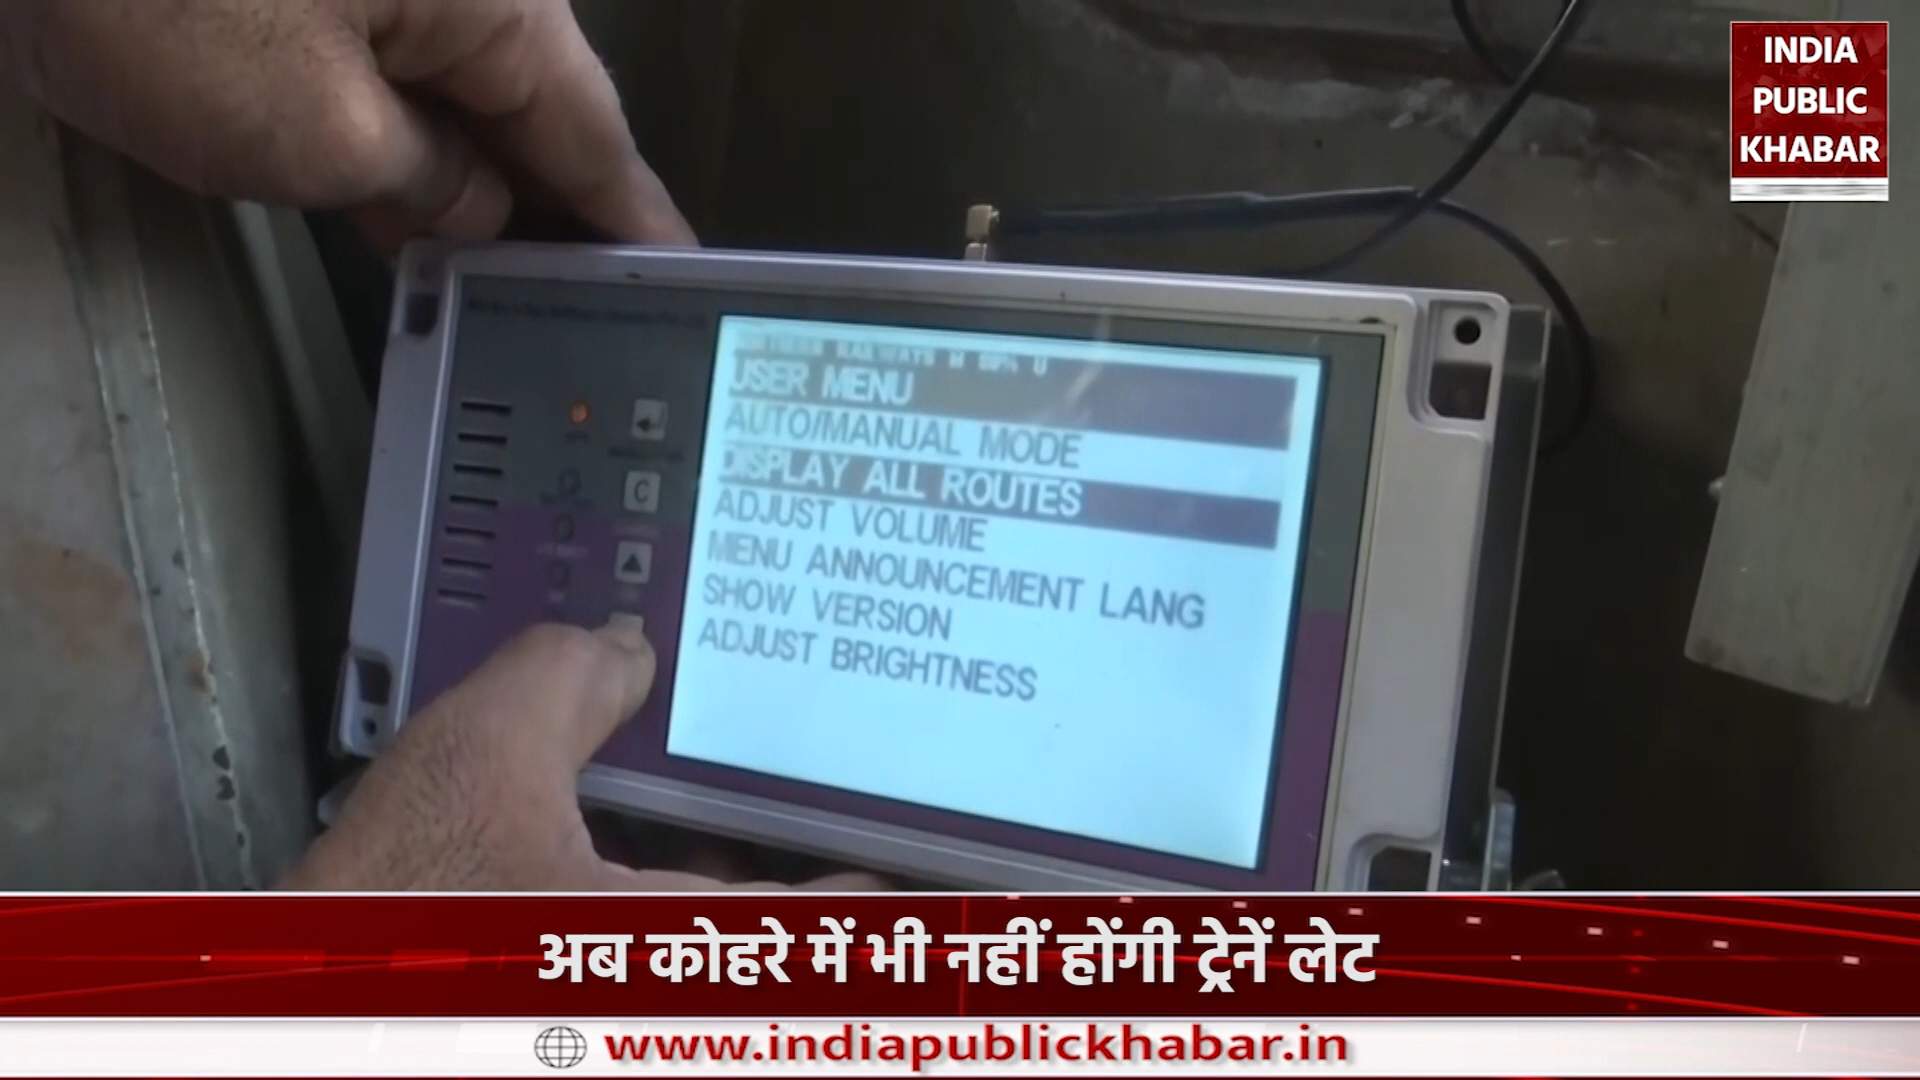 INDIA
PUBLIC
KHABAR
RAILWAYS
USER MENU
AUTO/MANUAL MODE
DISPLAY ALL ROUTES
C
ADJUST VOLUME
MENU ANNOUNCEMENT LANG
SHOW VERSION
ADJUST BRIGHTNESS
अब कोहरे में भी नहीं होंगी ट्रेनें लेट
www.indiapublickhabar.in